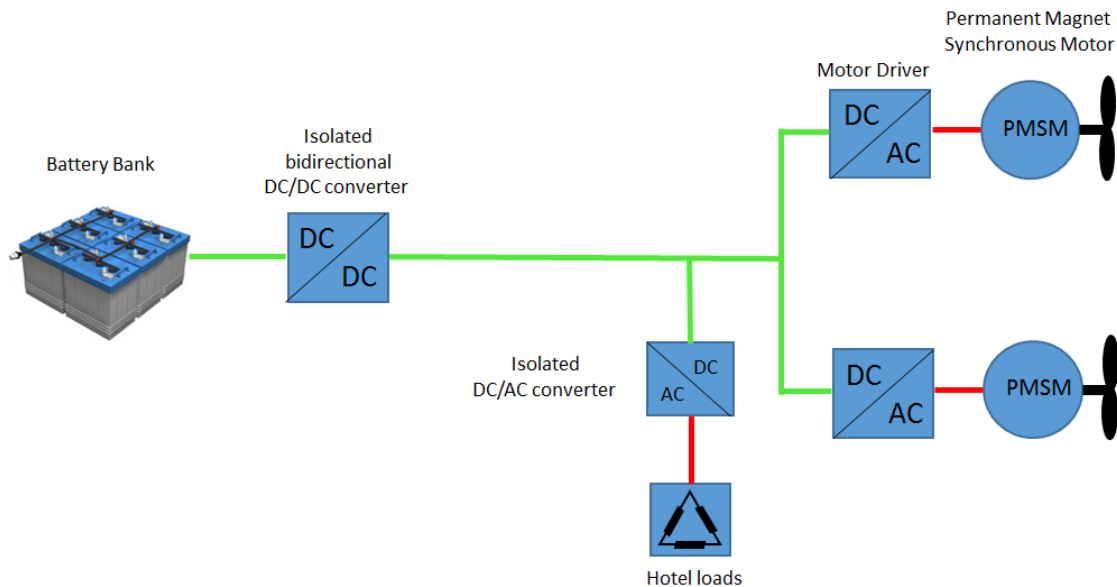 Permanent Magnet
Synchronous Motor
Motor Driver
DC
AC
PMSM
Isolated
bidirectional
DC/DC converter
Battery Bank
DC
DC
Isolated
DC/AC converter
DC
AC
DC
AC
PMSM
Hotel loads